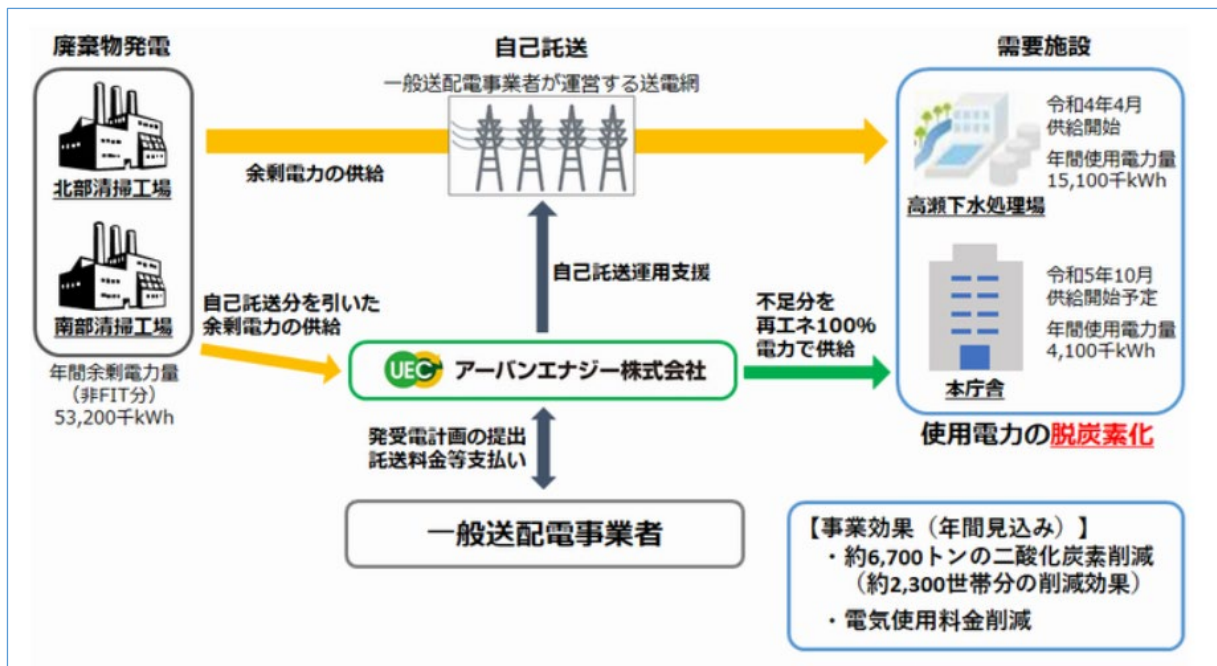 廃棄物発電
北部清掃工場
南部清掃工場
年間余剰電力量
（非FIT分）
53,200千kWh
自己託送
一般送配電事業者が運営する送電網
余剰電力の供給
自己託送運用支援
自己託送分を引いた
余剰電力の供給
UEC アーバンエナジー株式会社
不足分を
再エネ100%
電力で供給
発受電計画の提出
託送料金等支払い
一般送配電事業者
需要施設
令和4年4月
供給開始
年間使用電力量
15,100千kWh
高瀬下水処理場
令和5年10月
供給開始予定
年間使用電力量
4,100千kWh
本庁舎
使用電力の脱炭素化
【事業効果（年間見込み）】
・約6,700トンの二酸化炭素削減
（約2,300世帯分の削減効果）
・電気使用料金削減